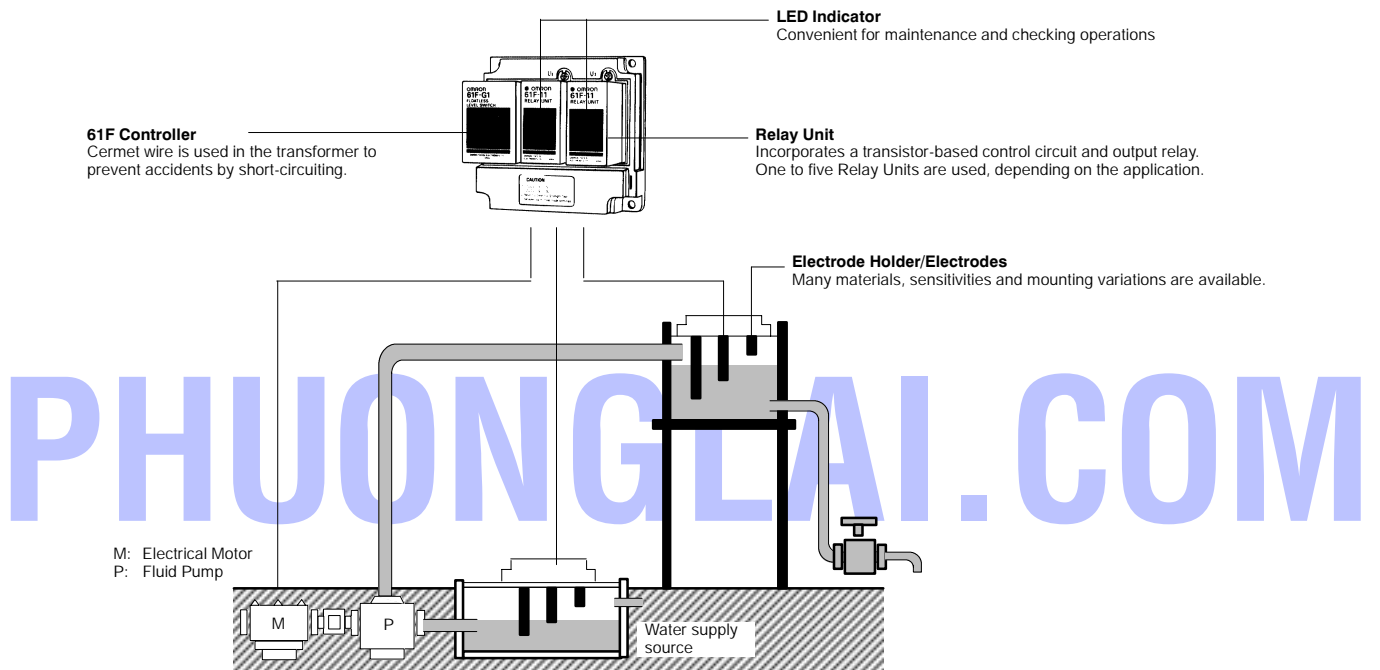 LED Indicator
Convenient for maintenance and checking operations
OMRON
61F-G1
FLOATLESS
LEVEL SWITCH
OMRON
61F-11
RELAY UNIT
OMRON
61F-11
RELAY UNIT
U1
U1
CAUTION
61F Controller
Cermet wire is used in the transformer to
prevent accidents by short-circuiting.
Relay Unit
Incorporates a transistor-based control circuit and output relay.
One to five Relay Units are used, depending on the application.
Electrode Holder/Electrodes
Many materials, sensitivities and mounting variations are available.
PHUONGLAI.COM
M: Electrical Motor
P: Fluid Pump
M
P
Water supply
source